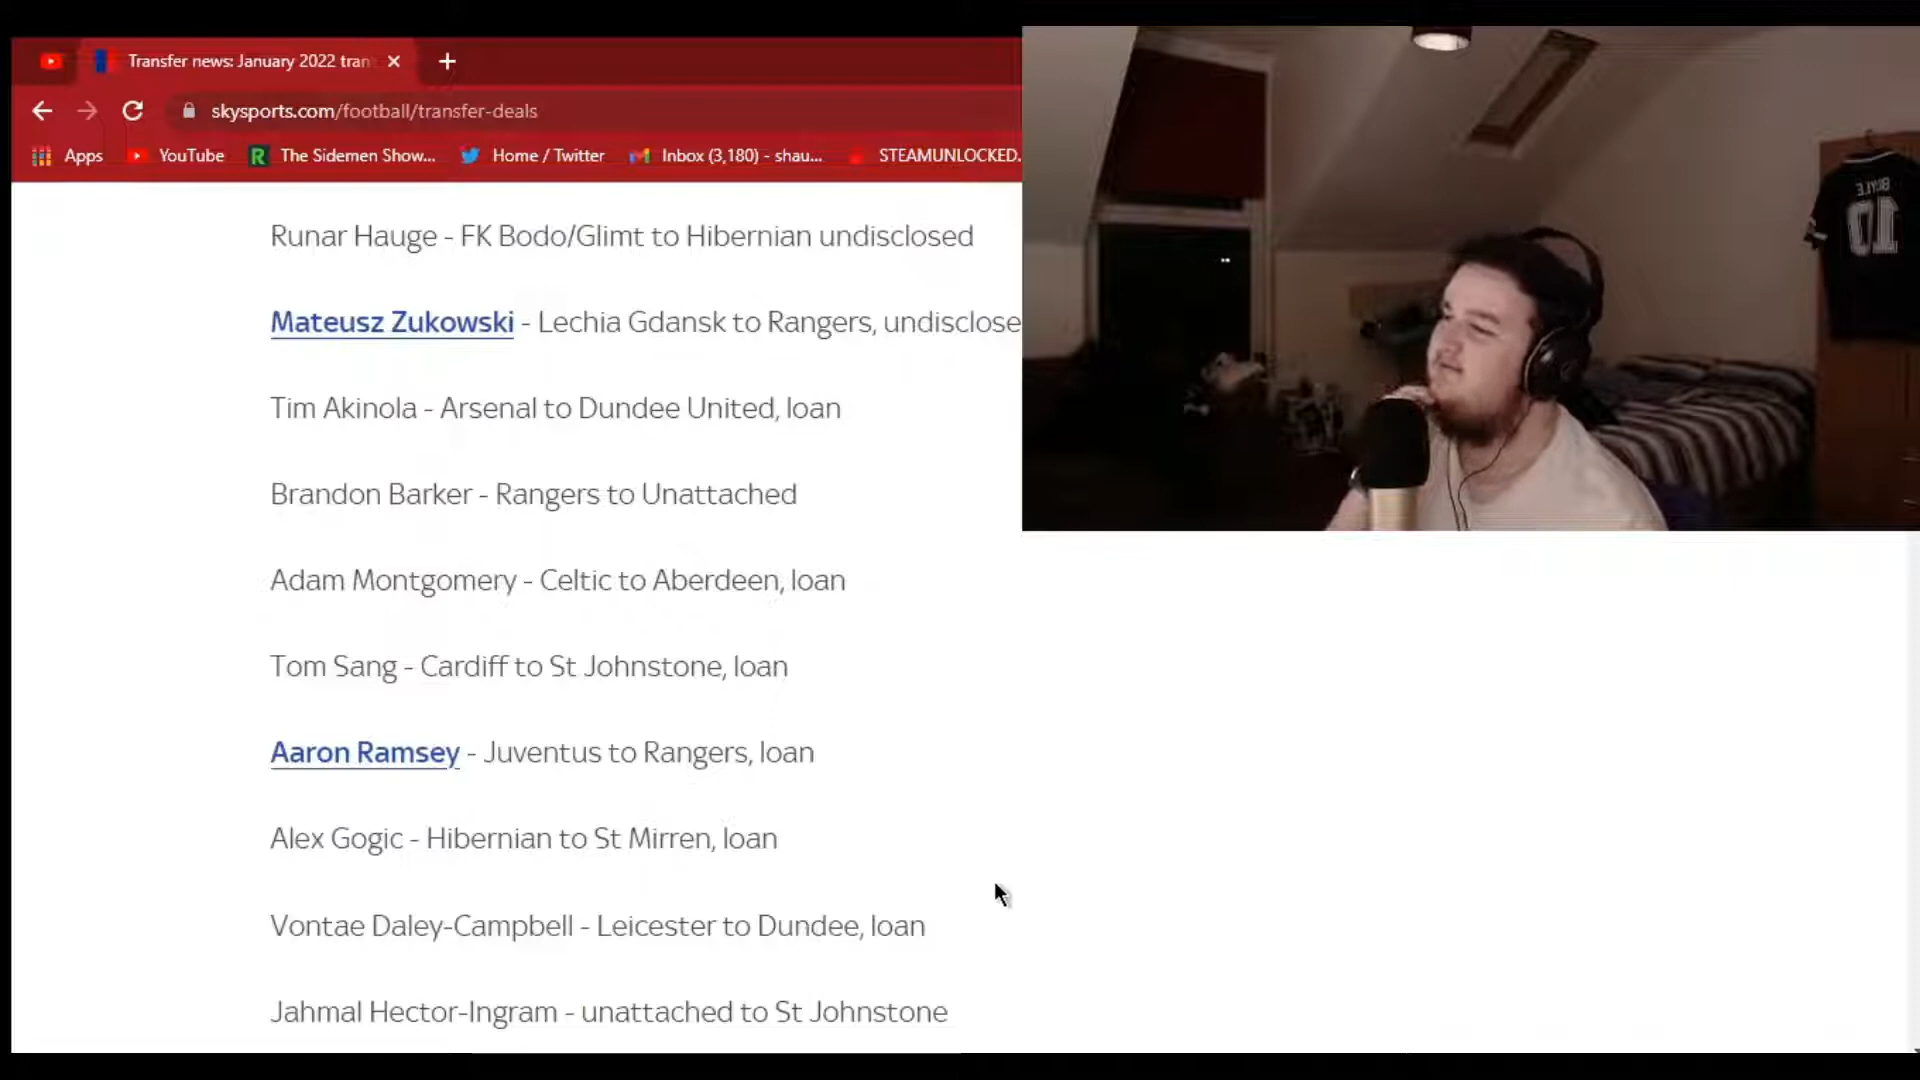 Transfer news: January 2022 tran
skysports.com/football/transfer-deals
Apps YouTube The Sidemen Show... Home / Twitter Inbox (3,180) - shau... STEAMUNLOCKED.
Runar Hauge - FK Bodo/Glimt to Hibernian undisclosed
Mateusz Zukowski - Lechia Gdansk to Rangers, undisclose
Tim Akinola - Arsenal to Dundee United, loan
Brandon Barker - Rangers to Unattached
Adam Montgomery - Celtic to Aberdeen, loan
Tom Sang - Cardiff to St Johnstone, loan
Aaron Ramsey - Juventus to Rangers, loan
Alex Gogic - Hibernian to St Mirren, loan
Vontae Daley-Campbell - Leicester to Dundee, loan
Jahmal Hector-Ingram - unattached to St Johnstone
BOYLE
10